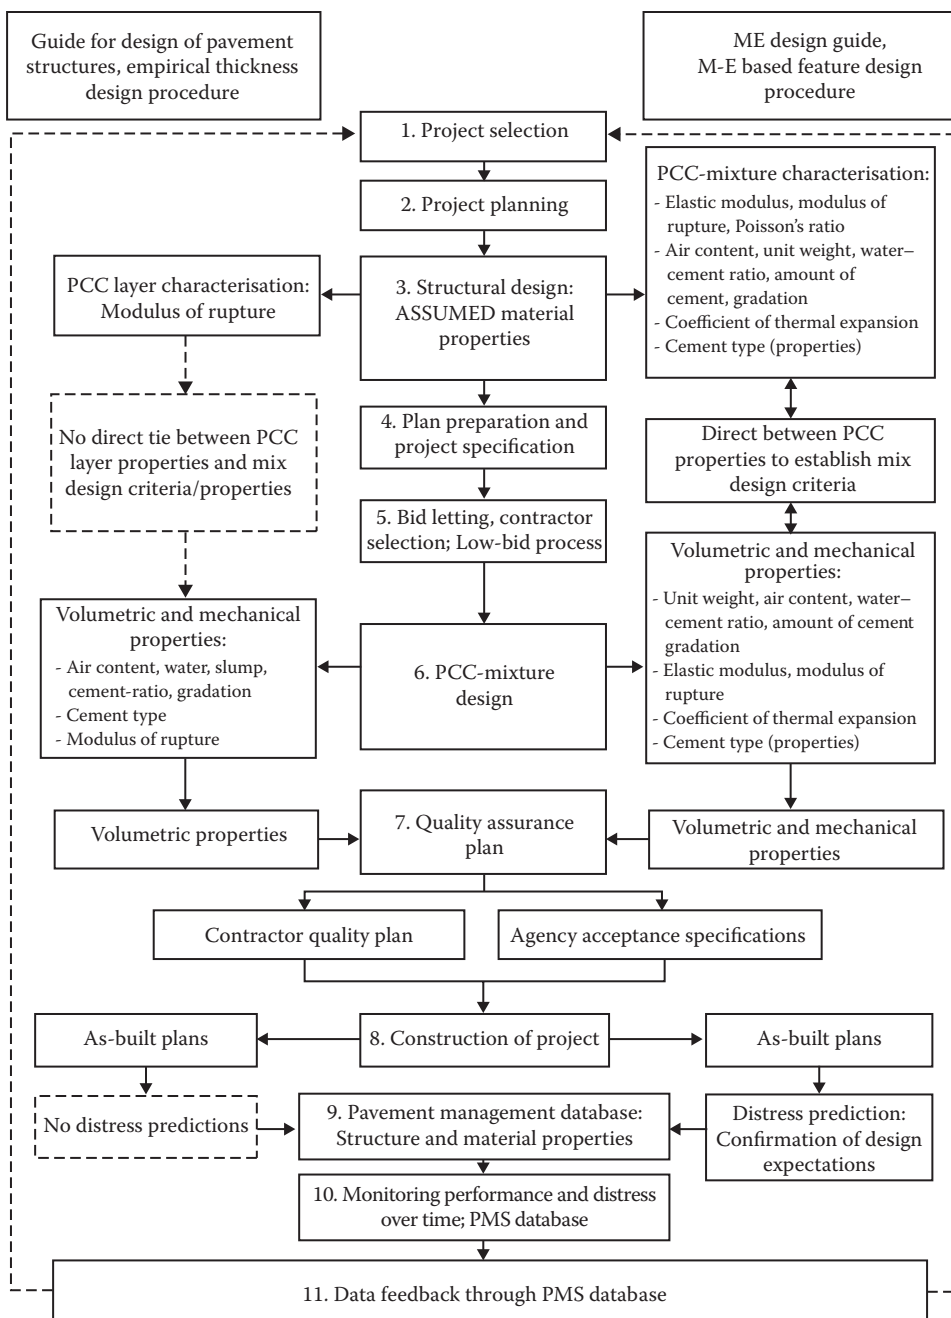 Guide for design of pavement
structures, empirical thickness
design procedure
ME design guide,
M-E based feature design
procedure
1. Project selection
2. Project planning
PCC-mixture characterisation:
- Elastic modulus, modulus of
rupture, Poisson's ratio
- Air content, unit weight, water–
cement ratio, amount of
cement, gradation
- Coefficient of thermal expansion
- Cement type (properties)
PCC layer characterisation:
Modulus of rupture
3. Structural design:
ASSUMED material
properties
No direct tie between PCC
layer properties and mix
design criteria/properties
4. Plan preparation and
project specification
Direct between PCC
properties to establish mix
design criteria
5. Bid letting, contractor
selection; Low-bid process
Volumetric and mechanical
properties:
- Unit weight, air content, water–
cement ratio, amount of cement
gradation
- Elastic modulus, modulus of
rupture
- Coefficient of thermal expansion
- Cement type (properties)
Volumetric and mechanical
properties:
- Air content, water, slump,
cement-ratio, gradation
- Cement type
- Modulus of rupture
6. PCC-mixture
design
Volumetric properties
7. Quality assurance
plan
Volumetric and mechanical
properties
Contractor quality plan
Agency acceptance specifications
As-built plans
8. Construction of project
As-built plans
No distress predictions
9. Pavement management database:
Structure and material properties
Distress prediction:
Confirmation of design
expectations
10. Monitoring performance and distress
over time; PMS database
11. Data feedback through PMS database